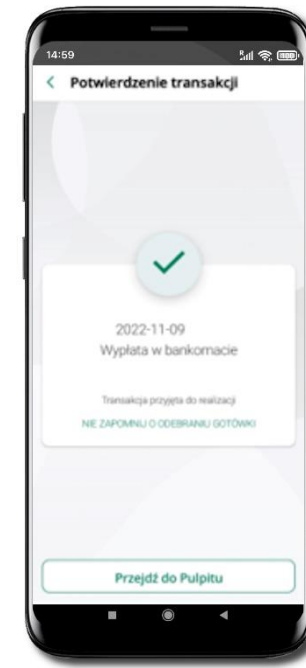 14:59
Potwierdzenie transakcji
2022-11-09
Wypłata w bankomacie
Transakcja przyjęta do realizacji
NIE ZAPOMNIJ O ODEBRANIU GOTÓWKI
Przejdź do Pulpitu